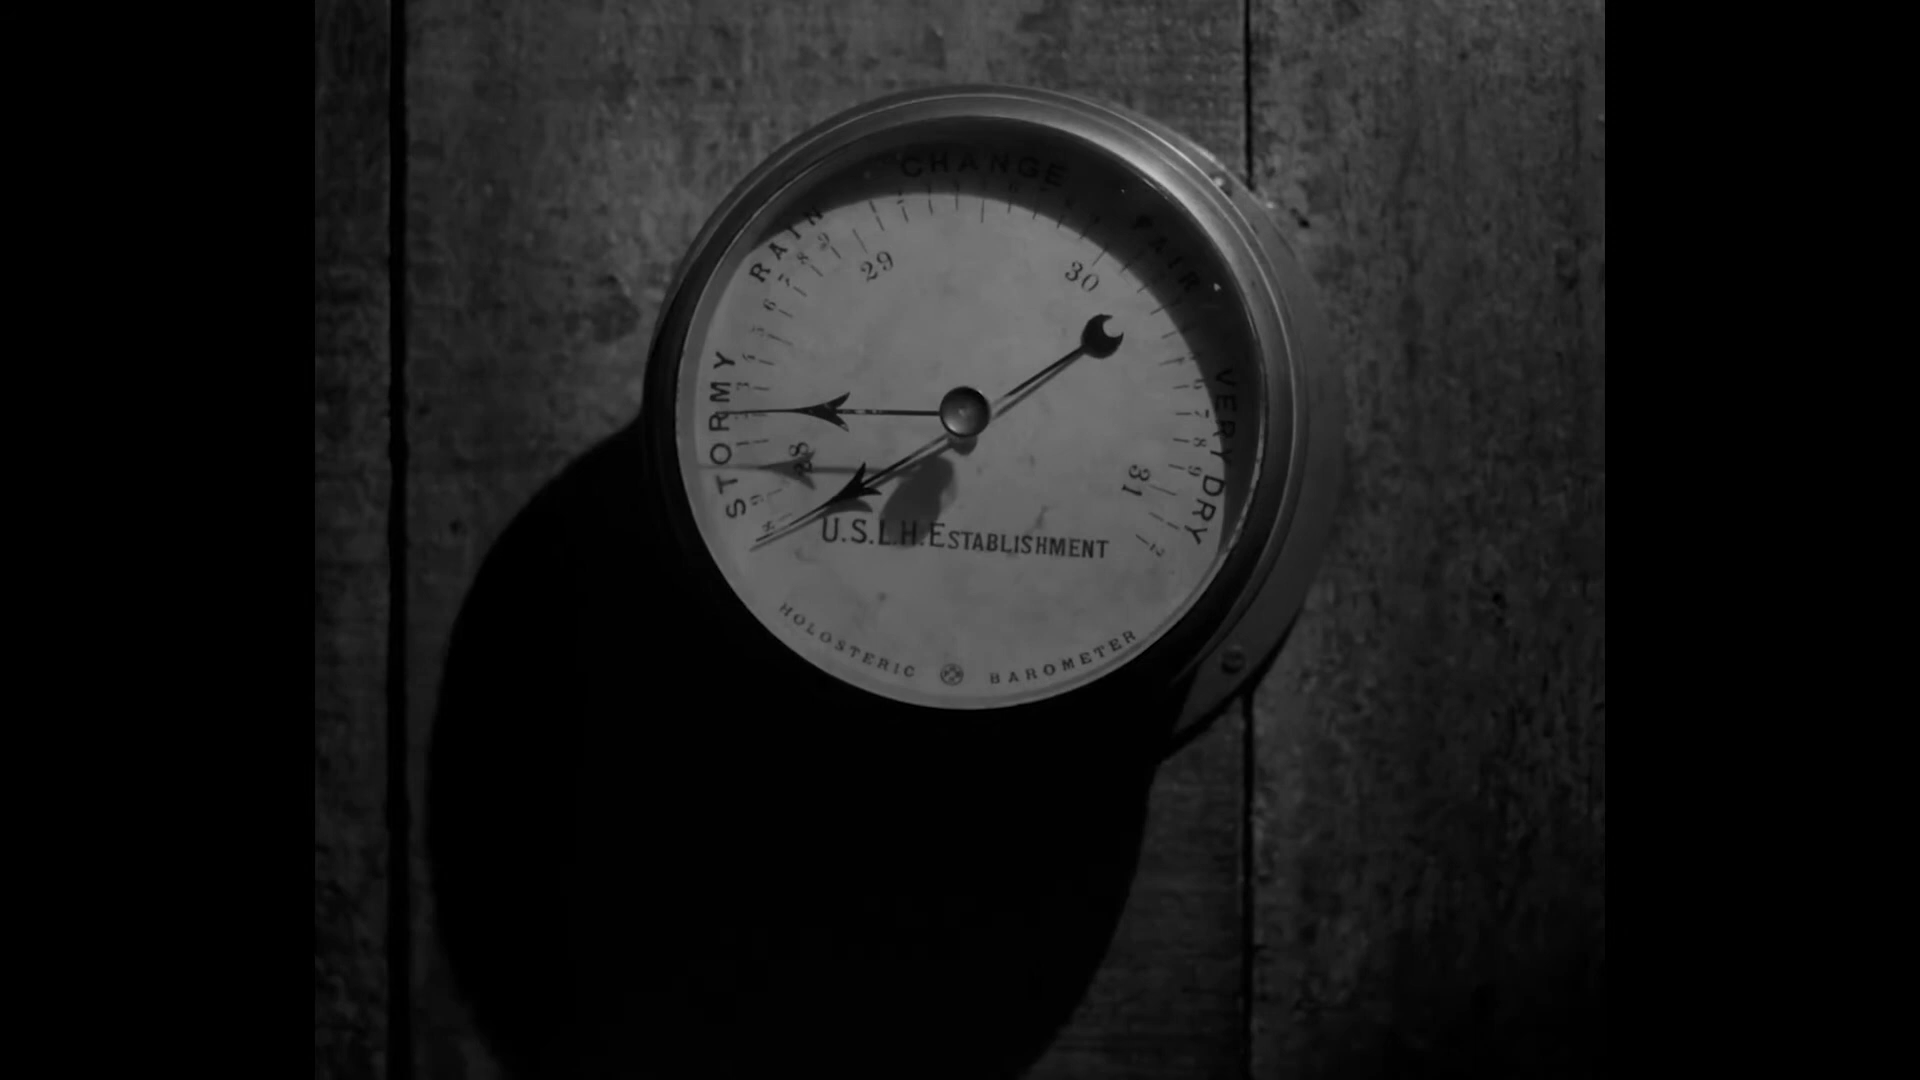 CHANGE
RAIN
FAIR
STORMY
VERY DRY
29
30
28
31
U.S.L.H. ESTABLISHMENT
HOLOSTERIC BAROMETER